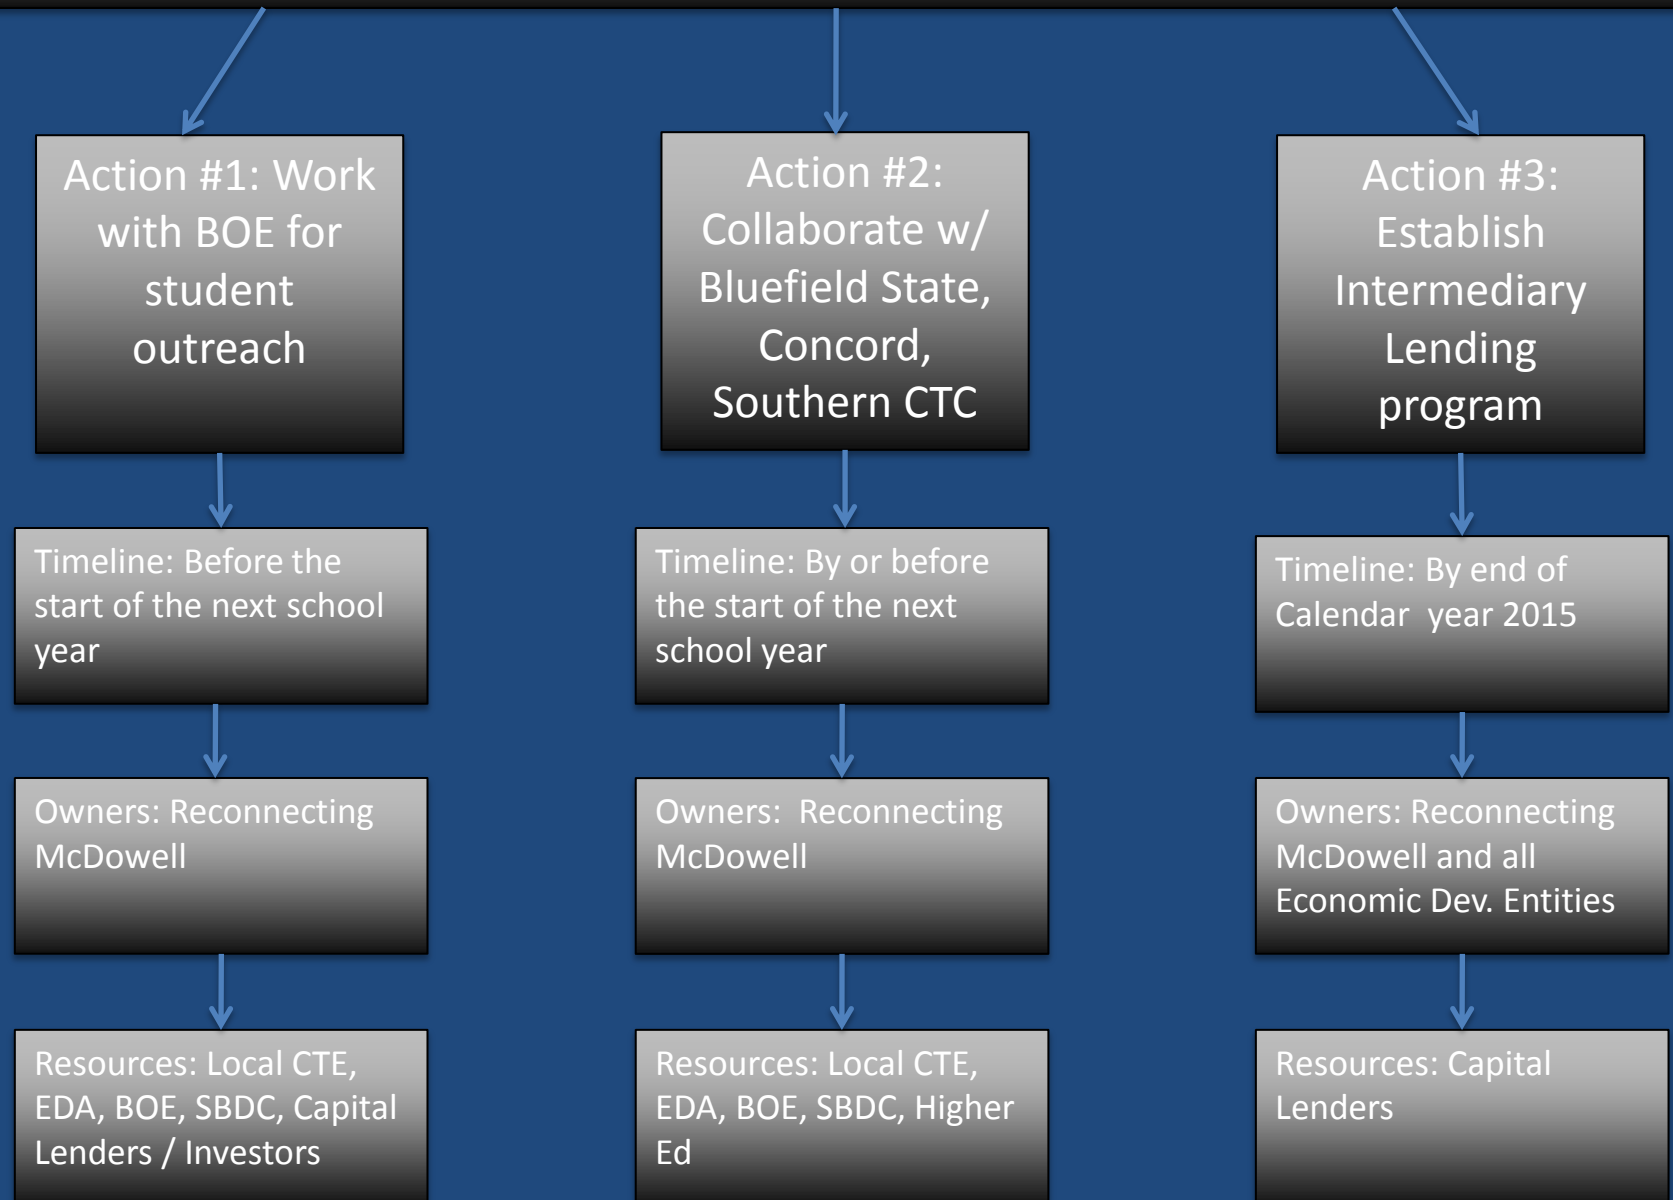 Action #1: Work
with BOE for
student
outreach
Timeline: Before the
start of the next school
year
Owners: Reconnecting
McDowell
Resources: Local CTE,
EDA, BOE, SBDC, Capital
Lenders / Investors
Action #2:
Collaborate w/
Bluefield State,
Concord,
Southern CTC
Timeline: By or before
the start of the next
school year
Owners:  Reconnecting
McDowell
Resources: Local CTE,
EDA, BOE, SBDC, Higher
Ed
Action #3:
Establish
Intermediary
Lending
program
Timeline: By end of
Calendar  year 2015
Owners: Reconnecting
McDowell and all
Economic Dev. Entities
Resources: Capital
Lenders